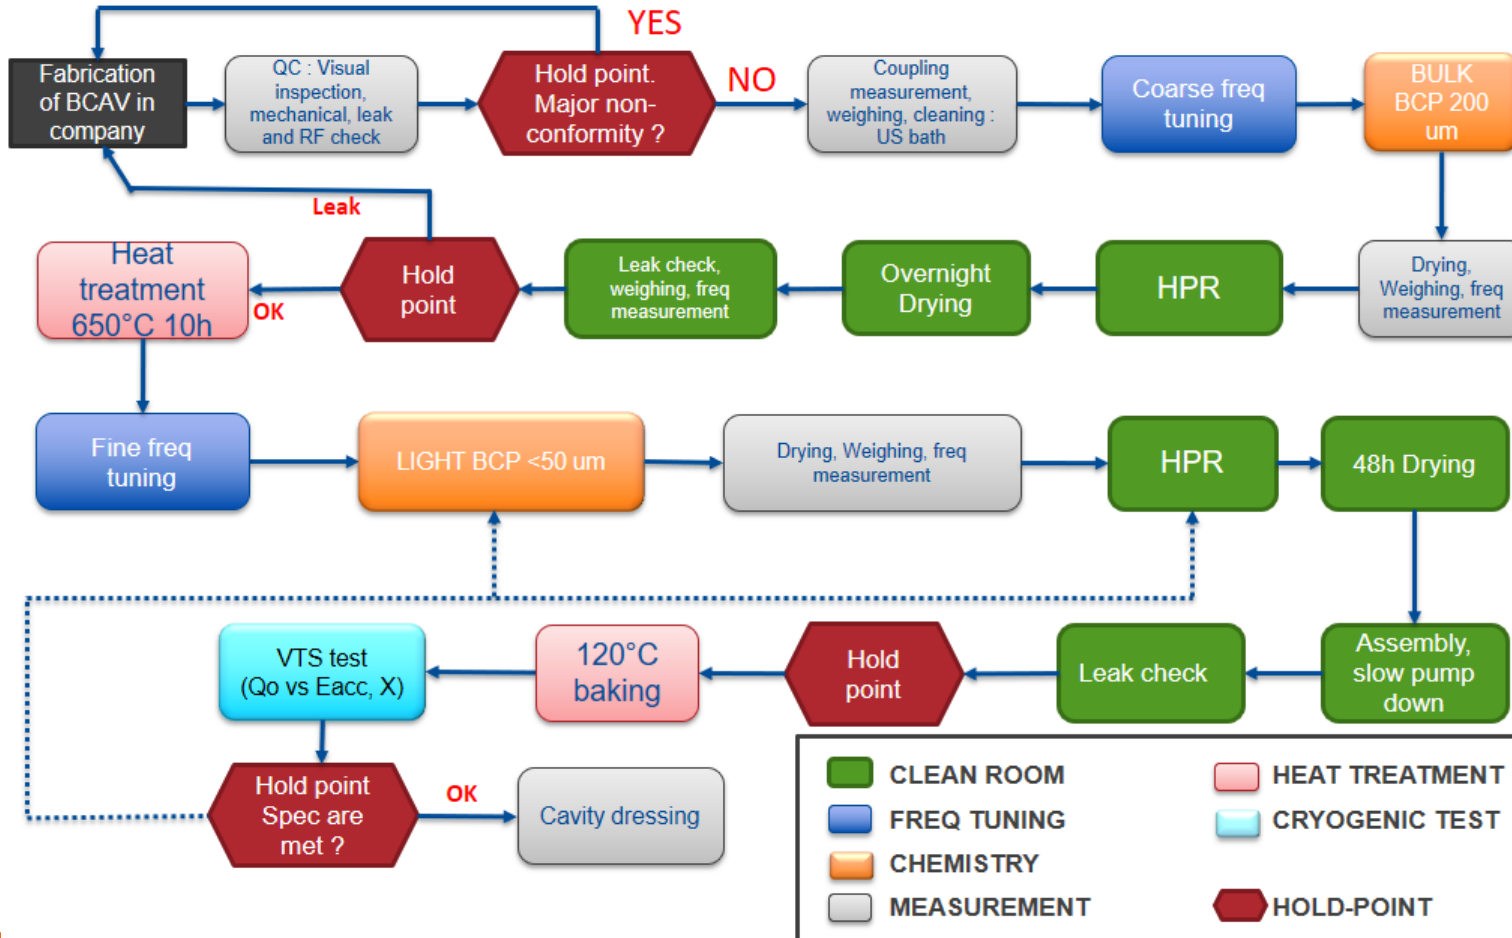 YES
Fabrication
of BCAV in
company
QC : Visual
inspection,
mechanical, leak
and RF check
Hold point.
Major non-
conformity ?
NO
Coupling
measurement,
weighing, cleaning :
US bath
Coarse freq
tuning
BULK
BCP 200
um
Leak
Heat
treatment
650°C 10h
OK
Hold
point
Leak check,
weighing, freq
measurement
Overnight
Drying
HPR
Drying,
Weighing, freq
measurement
Fine freq
tuning
LIGHT BCP <50 um
Drying, Weighing, freq
measurement
HPR
48h Drying
VTS test
(Qo vs Eacc, X)
120°C
baking
Hold
point
Leak check
Assembly,
slow pump
down
Hold point
Spec are
met ?
OK
Cavity dressing
CLEAN ROOM
HEAT TREATMENT
FREQ TUNING
CRYOGENIC TEST
CHEMISTRY
MEASUREMENT
HOLD-POINT